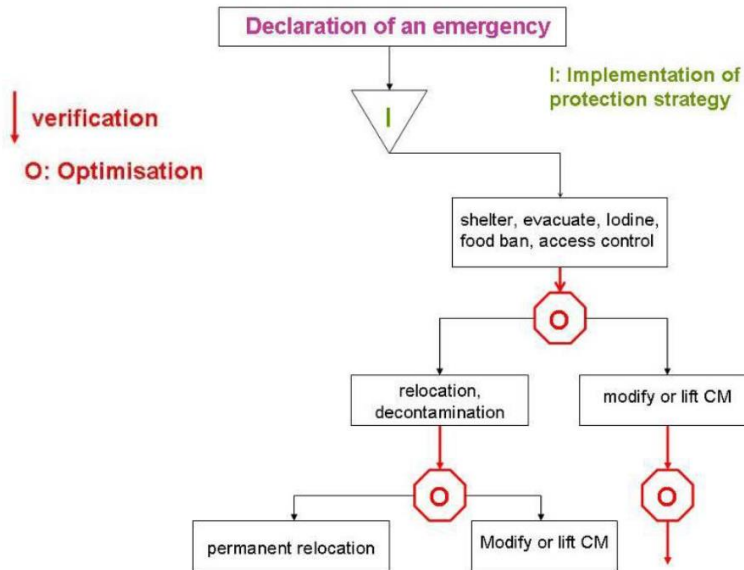 Declaration of an emergency
I: Implementation of
protection strategy
I
verification
O: Optimisation
shelter, evacuate, Iodine,
food ban, access control
O
relocation,
decontamination
modify or lift CM
O
O
permanent relocation
Modify or lift CM